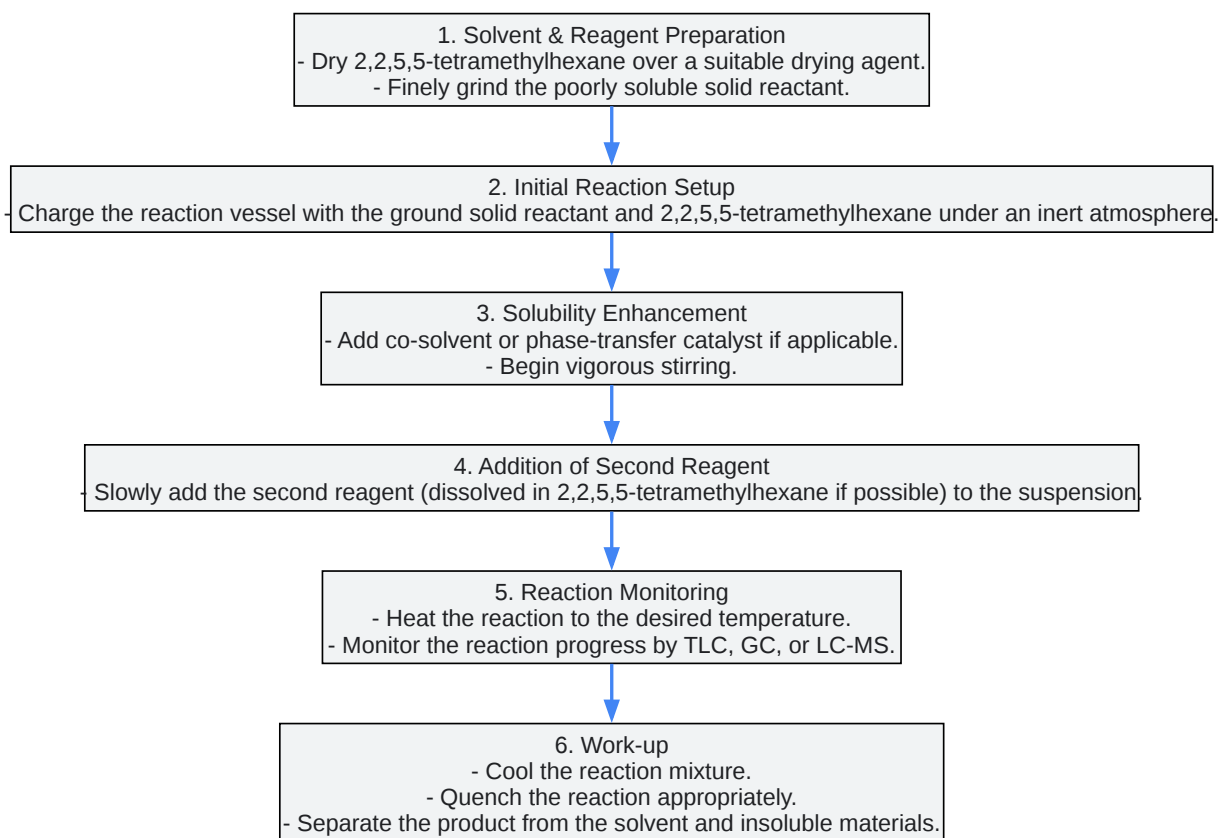 1. Solvent & Reagent Preparation
- Dry 2,2,5,5-tetramethylhexane over a suitable drying agent.
- Finely grind the poorly soluble solid reactant.
2. Initial Reaction Setup
- Charge the reaction vessel with the ground solid reactant and 2,2,5,5-tetramethylhexane under an inert atmosphere.
3. Solubility Enhancement
- Add co-solvent or phase-transfer catalyst if applicable.
- Begin vigorous stirring.
4. Addition of Second Reagent
- Slowly add the second reagent (dissolved in 2,2,5,5-tetramethylhexane if possible) to the suspension.
5. Reaction Monitoring
- Heat the reaction to the desired temperature.
- Monitor the reaction progress by TLC, GC, or LC-MS.
6. Work-up
- Cool the reaction mixture.
- Quench the reaction appropriately.
- Separate the product from the solvent and insoluble materials.